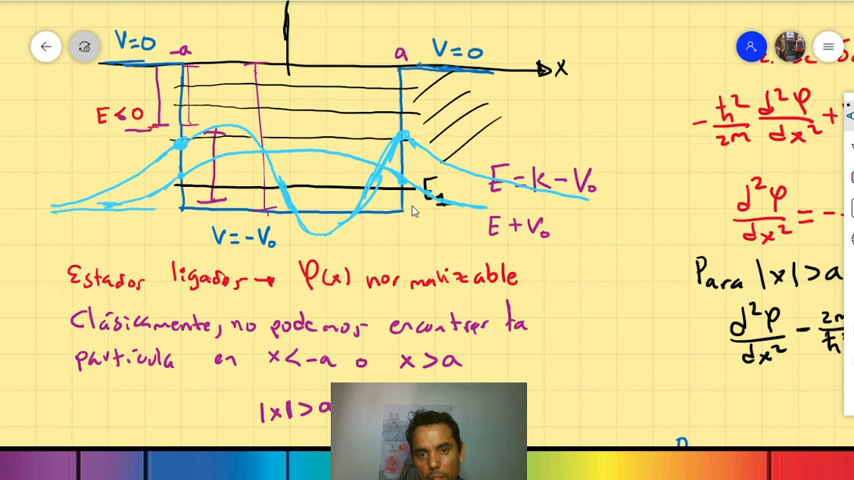 V=0
-a
a
V=0
x
E<0
E = k - V₀
E + V₀
V=-V₀
Estados ligados → φ(x) normalizable
Clásicamente, no podemos encontrar la
partícula en x<-a o x>a
|x|>a
-ħ²/2m d²φ/dx² +
d²φ/dx² = -
Para |x|>a
d²φ/dx² - 2m/ħ²